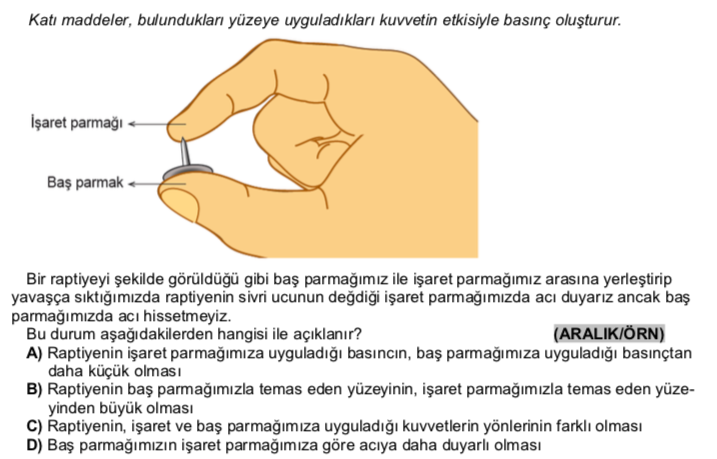 Katı maddeler, bulundukları yüzeye uyguladıkları kuvvetin etkisiyle basınç oluşturur.
İşaret parmağı
Baş parmak
Bir raptiyeyi şekilde görüldüğü gibi baş parmağımız ile işaret parmağımız arasına yerleştirip
yavaşça sıktığımızda raptiyenin sivri ucunun değdiği işaret parmağımızda acı duyarız ancak baş
parmağımızda acı hissetmeyiz.
Bu durum aşağıdakilerden hangisi ile açıklanır? (ARALIK/ÖRN)
A) Raptiyenin işaret parmağımıza uyguladığı basıncın, baş parmağımıza uyguladığı basınçtan
daha küçük olması
B) Raptiyenin baş parmağımızla temas eden yüzeyinin, işaret parmağımızla temas eden yüze-
yinden büyük olması
C) Raptiyenin, işaret ve baş parmağımıza uyguladığı kuvvetlerin yönlerinin farklı olması
D) Baş parmağımızın işaret parmağımıza göre acıya daha duyarlı olması